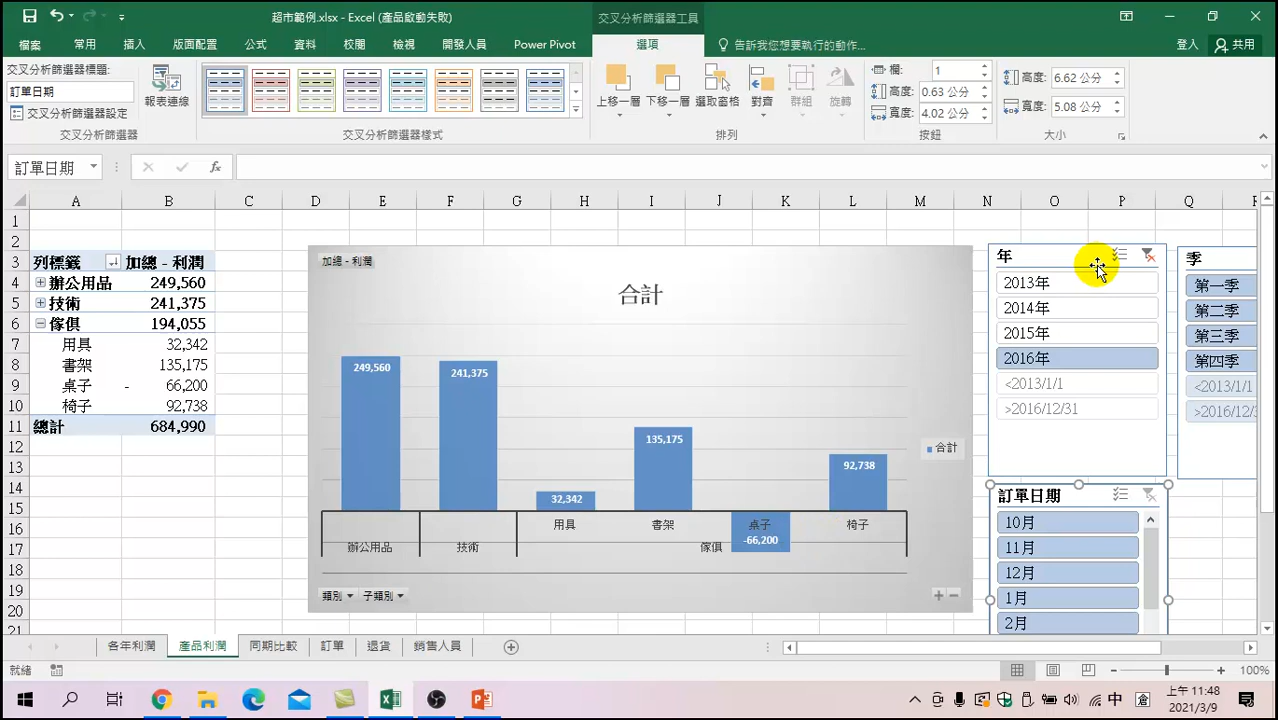 超市範例.xlsx - Excel (產品啟動失敗)
交叉分析篩選器工具
檔案 常用 插入 版面配置 公式 資料 校閱 檢視 開發人員 Power Pivot 選項 告訴我您想要執行的動作... 登入 共用
交叉分析篩選器標題:
訂單日期
交叉分析篩選器設定
報表連線
上移一層 下移一層 選取窗格 對齊 群組 旋轉
欄: 1
高度: 0.63 公分
寬度: 4.02 公分
高度: 6.62 公分
寬度: 5.08 公分
交叉分析篩選器 交叉分析篩選器樣式 排列 按鈕 大小
訂單日期 fx
A B C D E F G H I J K L M N O P Q
1
2
3 列標籤 加總 - 利潤
4 辦公用品 249,560
5 技術 241,375
6 傢俱 194,055
7 用具 32,342
8 書架 135,175
9 桌子 - 66,200
10 椅子 92,738
11 總計 684,990
12
13
14
15
16
17
18
19
20
21
加總 - 利潤
合計
249,560
241,375
32,342
135,175
-66,200
92,738
合計
用具 書架 桌子 椅子
辦公用品 技術 傢俱
類別 子類別
年
2013年
2014年
2015年
2016年
<2013/1/1
>2016/12/31
季
第一季
第二季
第三季
第四季
<2013/1/1
>2016/12/3
訂單日期
10月
11月
12月
1月
2月
各年利潤 產品利潤 同期比較 訂單 退貨 銷售人員
就緒
100%
中 倉
上午 11:48
2021/3/9